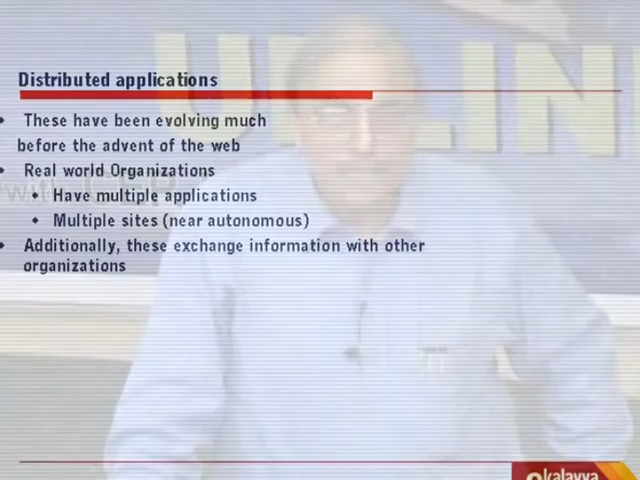 Distributed applications
These have been evolving much
before the advent of the web
Real world Organizations
Have multiple applications
Multiple sites (near autonomous)
Additionally, these exchange information with other
organizations